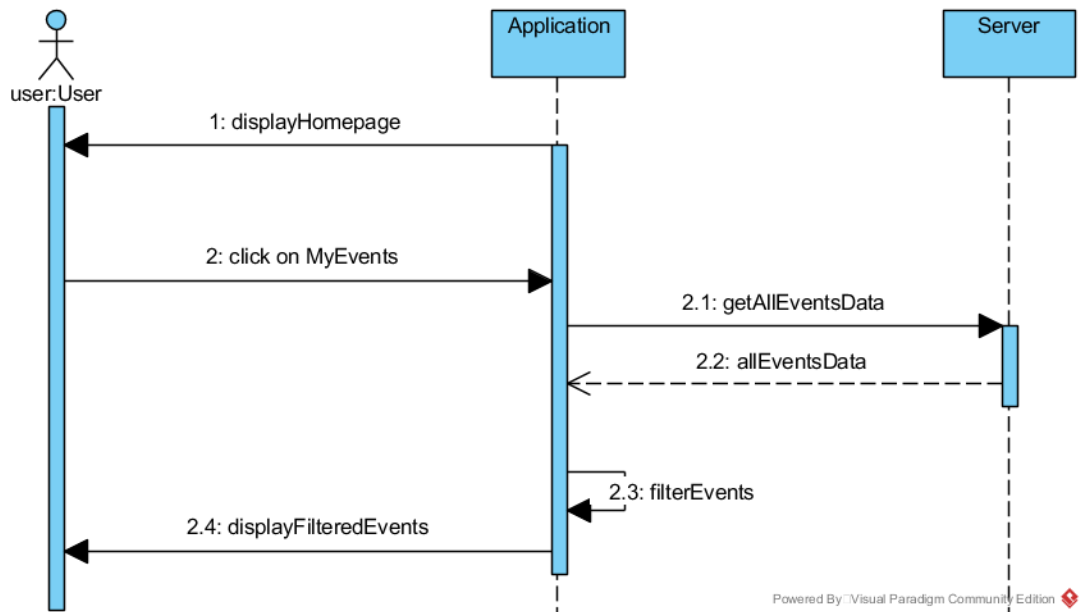 Application
Server
user:User
1: displayHomepage
2: click on MyEvents
2.1: getAllEventsData
2.2: allEventsData
2.3: filterEvents
2.4: displayFilteredEvents
Powered By Visual Paradigm Community Edition